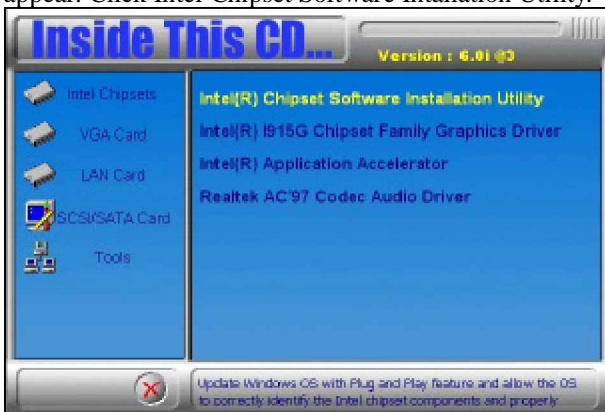 appear. Click Intel Chipset Software Intallation Utility.
Inside This CD...
Version : 6.0i @3
Intel Chipsets
VGA Card
LAN Card
SCSI/SATA Card
Tools
Intel(R) Chipset Software Installation Utility
Intel(R) I915G Chipset Family Graphics Driver
Intel(R) Application Accelerator
Realtek AC'97 Codec Audio Driver
Update Windows OS with Plug and Play feature and allow the OS
to correctly identify the Intel chipset components and properly